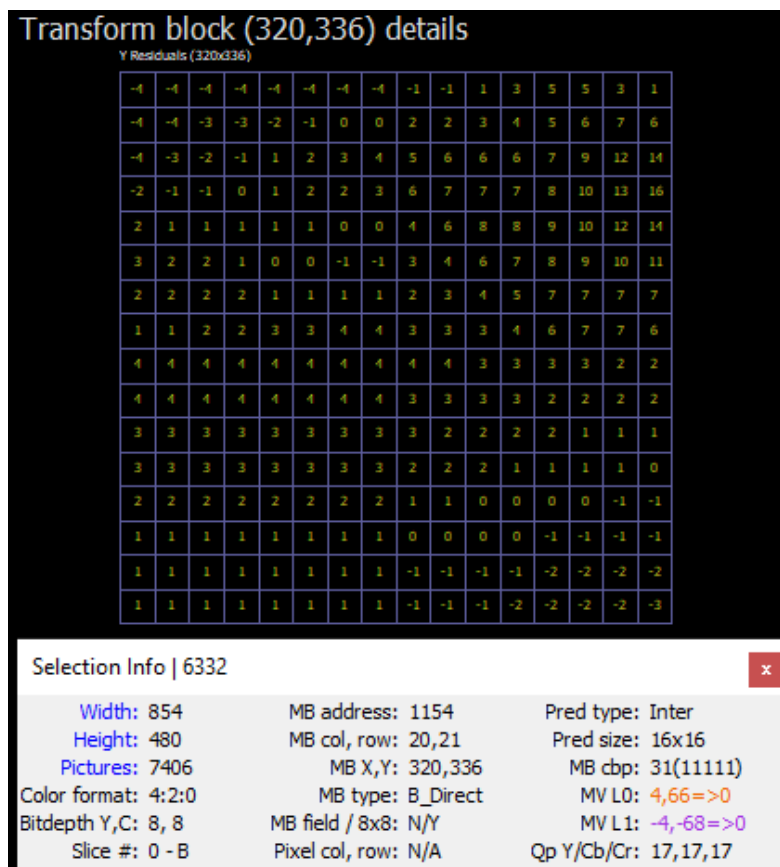 Transform block (320,336) details
Y Residuals (320x336)
-4 -4 -4 -4 -4 -4 -4 -4 -1 -1 1 3 5 5 3 1
-4 -4 -3 -3 -2 -1 0 0 2 2 3 4 5 6 7 6
-4 -3 -2 -1 1 2 3 4 5 6 6 6 7 9 12 14
-2 -1 -1 0 1 2 2 3 6 7 7 7 8 10 13 16
2 1 1 1 1 1 0 0 4 6 8 8 9 10 12 14
3 2 2 1 0 0 -1 -1 3 4 6 7 8 9 10 11
2 2 2 2 1 1 1 1 2 3 4 5 7 7 7 7
1 1 2 2 3 3 4 4 3 3 3 4 6 7 7 6
4 4 4 4 4 4 4 4 4 4 3 3 3 3 2 2
4 4 4 4 4 4 4 4 3 3 3 3 2 2 2 2
3 3 3 3 3 3 3 3 3 2 2 2 2 1 1 1
3 3 3 3 3 3 3 3 2 2 2 1 1 1 1 0
2 2 2 2 2 2 2 2 1 1 0 0 0 0 -1 -1
1 1 1 1 1 1 1 1 0 0 0 0 -1 -1 -1 -1
1 1 1 1 1 1 1 1 -1 -1 -1 -1 -2 -2 -2 -2
1 1 1 1 1 1 1 1 -1 -1 -1 -2 -2 -2 -2 -3
Selection Info | 6332
x
Width: 854 MB address: 1154 Pred type: Inter
Height: 480 MB col, row: 20,21 Pred size: 16x16
Pictures: 7406 MB X,Y: 320,336 MB cbp: 31(11111)
Color format: 4:2:0 MB type: B_Direct MV L0: 4,66=>0
Bitdepth Y,C: 8, 8 MB field / 8x8: N/Y MV L1: -4,-68=>0
Slice #: 0 - B Pixel col, row: N/A Qp Y/Cb/Cr: 17,17,17